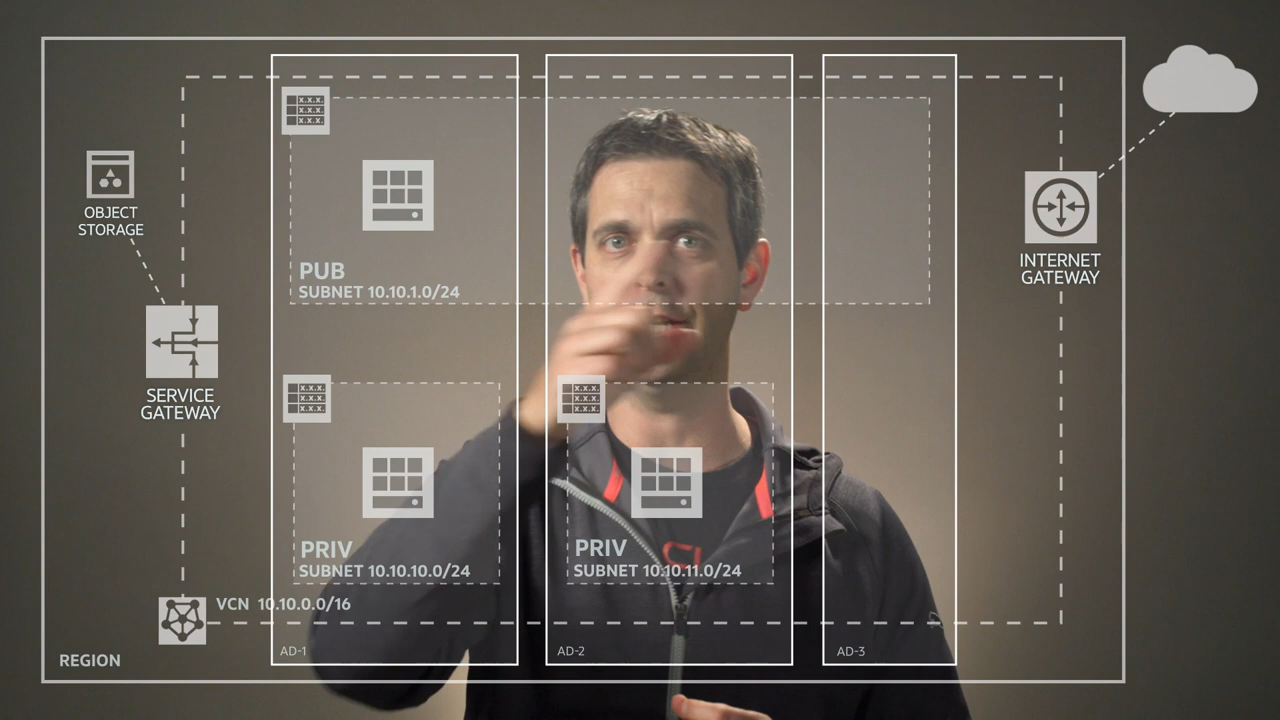 X.X.X.
X.X.X.
X.X.X.
OBJECT
STORAGE
PUB
SUBNET 10.10.1.0/24
INTERNET
GATEWAY
SERVICE
GATEWAY
X.X.X.
X.X.X.
X.X.X.
X.X.X.
X.X.X.
X.X.X.
PRIV
SUBNET 10.10.10.0/24
PRIV
SUBNET 10.10.11.0/24
VCN 10.10.0.0/16
REGION
AD-1
AD-2
AD-3